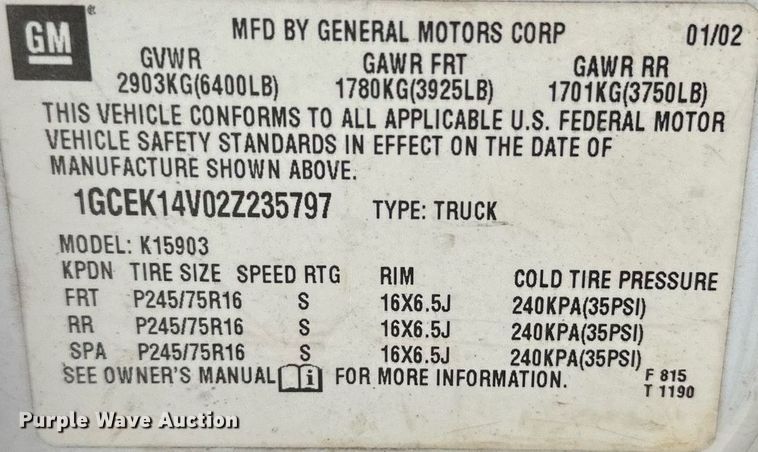 GM
MFD BY GENERAL MOTORS CORP 01/02
GVWR GAWR FRT GAWR RR
2903KG(6400LB) 1780KG(3925LB) 1701KG(3750LB)
THIS VEHICLE CONFORMS TO ALL APPLICABLE U.S. FEDERAL MOTOR
VEHICLE SAFETY STANDARDS IN EFFECT ON THE DATE OF
MANUFACTURE SHOWN ABOVE.
1GCEK14V02Z235797 TYPE: TRUCK
MODEL: K15903
KPDN TIRE SIZE SPEED RTG RIM COLD TIRE PRESSURE
FRT P245/75R16 S 16X6.5J 240KPA(35PSI)
RR P245/75R16 S 16X6.5J 240KPA(35PSI)
SPA P245/75R16 S 16X6.5J 240KPA(35PSI)
SEE OWNER'S MANUAL i FOR MORE INFORMATION.
F 815
T 1190
Purple Wave Auction